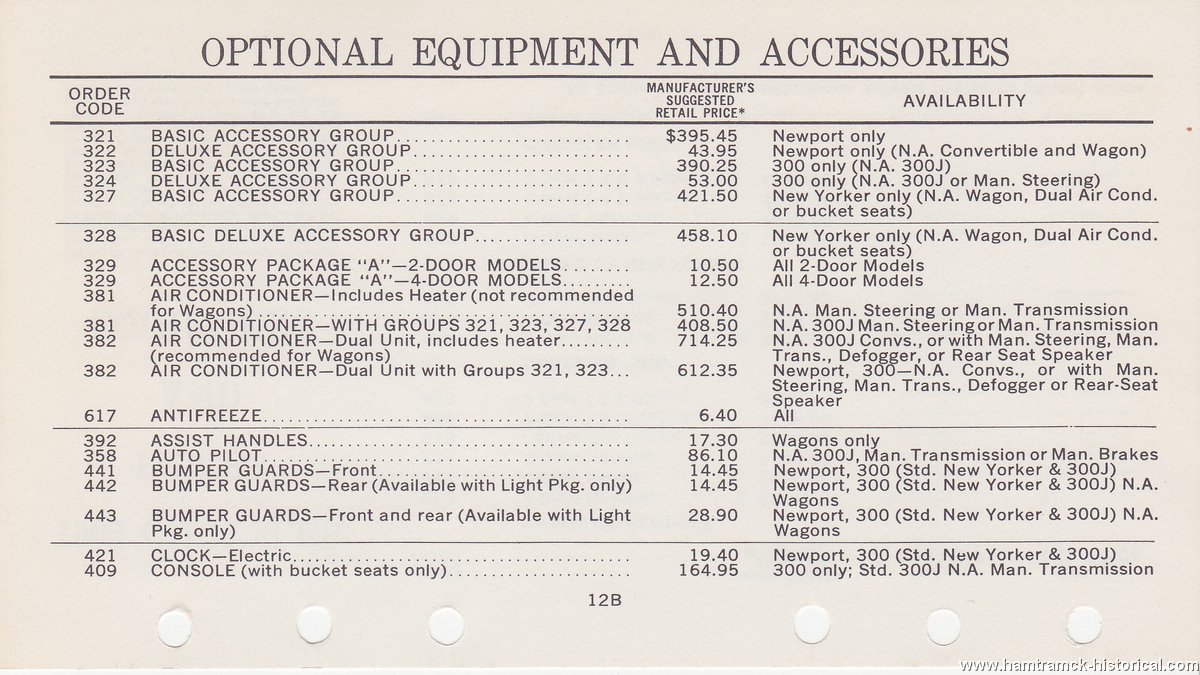 OPTIONAL EQUIPMENT AND ACCESSORIES
ORDER CODE MANUFACTURER'S SUGGESTED RETAIL PRICE* AVAILABILITY
321 BASIC ACCESSORY GROUP........................... $395.45 Newport only
322 DELUXE ACCESSORY GROUP......................... 43.95 Newport only (N.A. Convertible and Wagon)
323 BASIC ACCESSORY GROUP........................... 390.25 300 only (N.A. 300J)
324 DELUXE ACCESSORY GROUP......................... 53.00 300 only (N.A. 300J or Man. Steering)
327 BASIC ACCESSORY GROUP........................... 421.50 New Yorker only (N.A. Wagon, Dual Air Cond.
or bucket seats)
328 BASIC DELUXE ACCESSORY GROUP.................. 458.10 New Yorker only (N.A. Wagon, Dual Air Cond.
or bucket seats)
329 ACCESSORY PACKAGE "A"—2-DOOR MODELS........ 10.50 All 2-Door Models
329 ACCESSORY PACKAGE "A"—4-DOOR MODELS........ 12.50 All 4-Door Models
381 AIR CONDITIONER—Includes Heater (not recommended
for Wagons)........................................... 510.40 N.A. Man. Steering or Man. Transmission
381 AIR CONDITIONER—WITH GROUPS 321, 323, 327, 328 408.50 N.A. 300J Man. Steering or Man. Transmission
382 AIR CONDITIONER—Dual Unit, includes heater......... 714.25 N.A. 300J Convs., or with Man. Steering, Man.
(recommended for Wagons) Trans., Defogger, or Rear Seat Speaker
382 AIR CONDITIONER—Dual Unit with Groups 321, 323... 612.35 Newport, 300—N.A. Convs., or with Man.
Steering, Man. Trans., Defogger or Rear-Seat
Speaker
617 ANTIFREEZE........................................... 6.40 All
392 ASSIST HANDLES...................................... 17.30 Wagons only
358 AUTO PILOT........................................... 86.10 N.A. 300J, Man. Transmission or Man. Brakes
441 BUMPER GUARDS—Front.............................. 14.45 Newport, 300 (Std. New Yorker & 300J)
442 BUMPER GUARDS—Rear (Available with Light Pkg. only) 14.45 Newport, 300 (Std. New Yorker & 300J) N.A.
Wagons
443 BUMPER GUARDS—Front and rear (Available with Light 28.90 Newport, 300 (Std. New Yorker & 300J) N.A.
Pkg. only) Wagons
421 CLOCK—Electric........................................ 19.40 Newport, 300 (Std. New Yorker & 300J)
409 CONSOLE (with bucket seats only)...................... 164.95 300 only; Std. 300J N.A. Man. Transmission
12B
www.hamtramck-historical.com